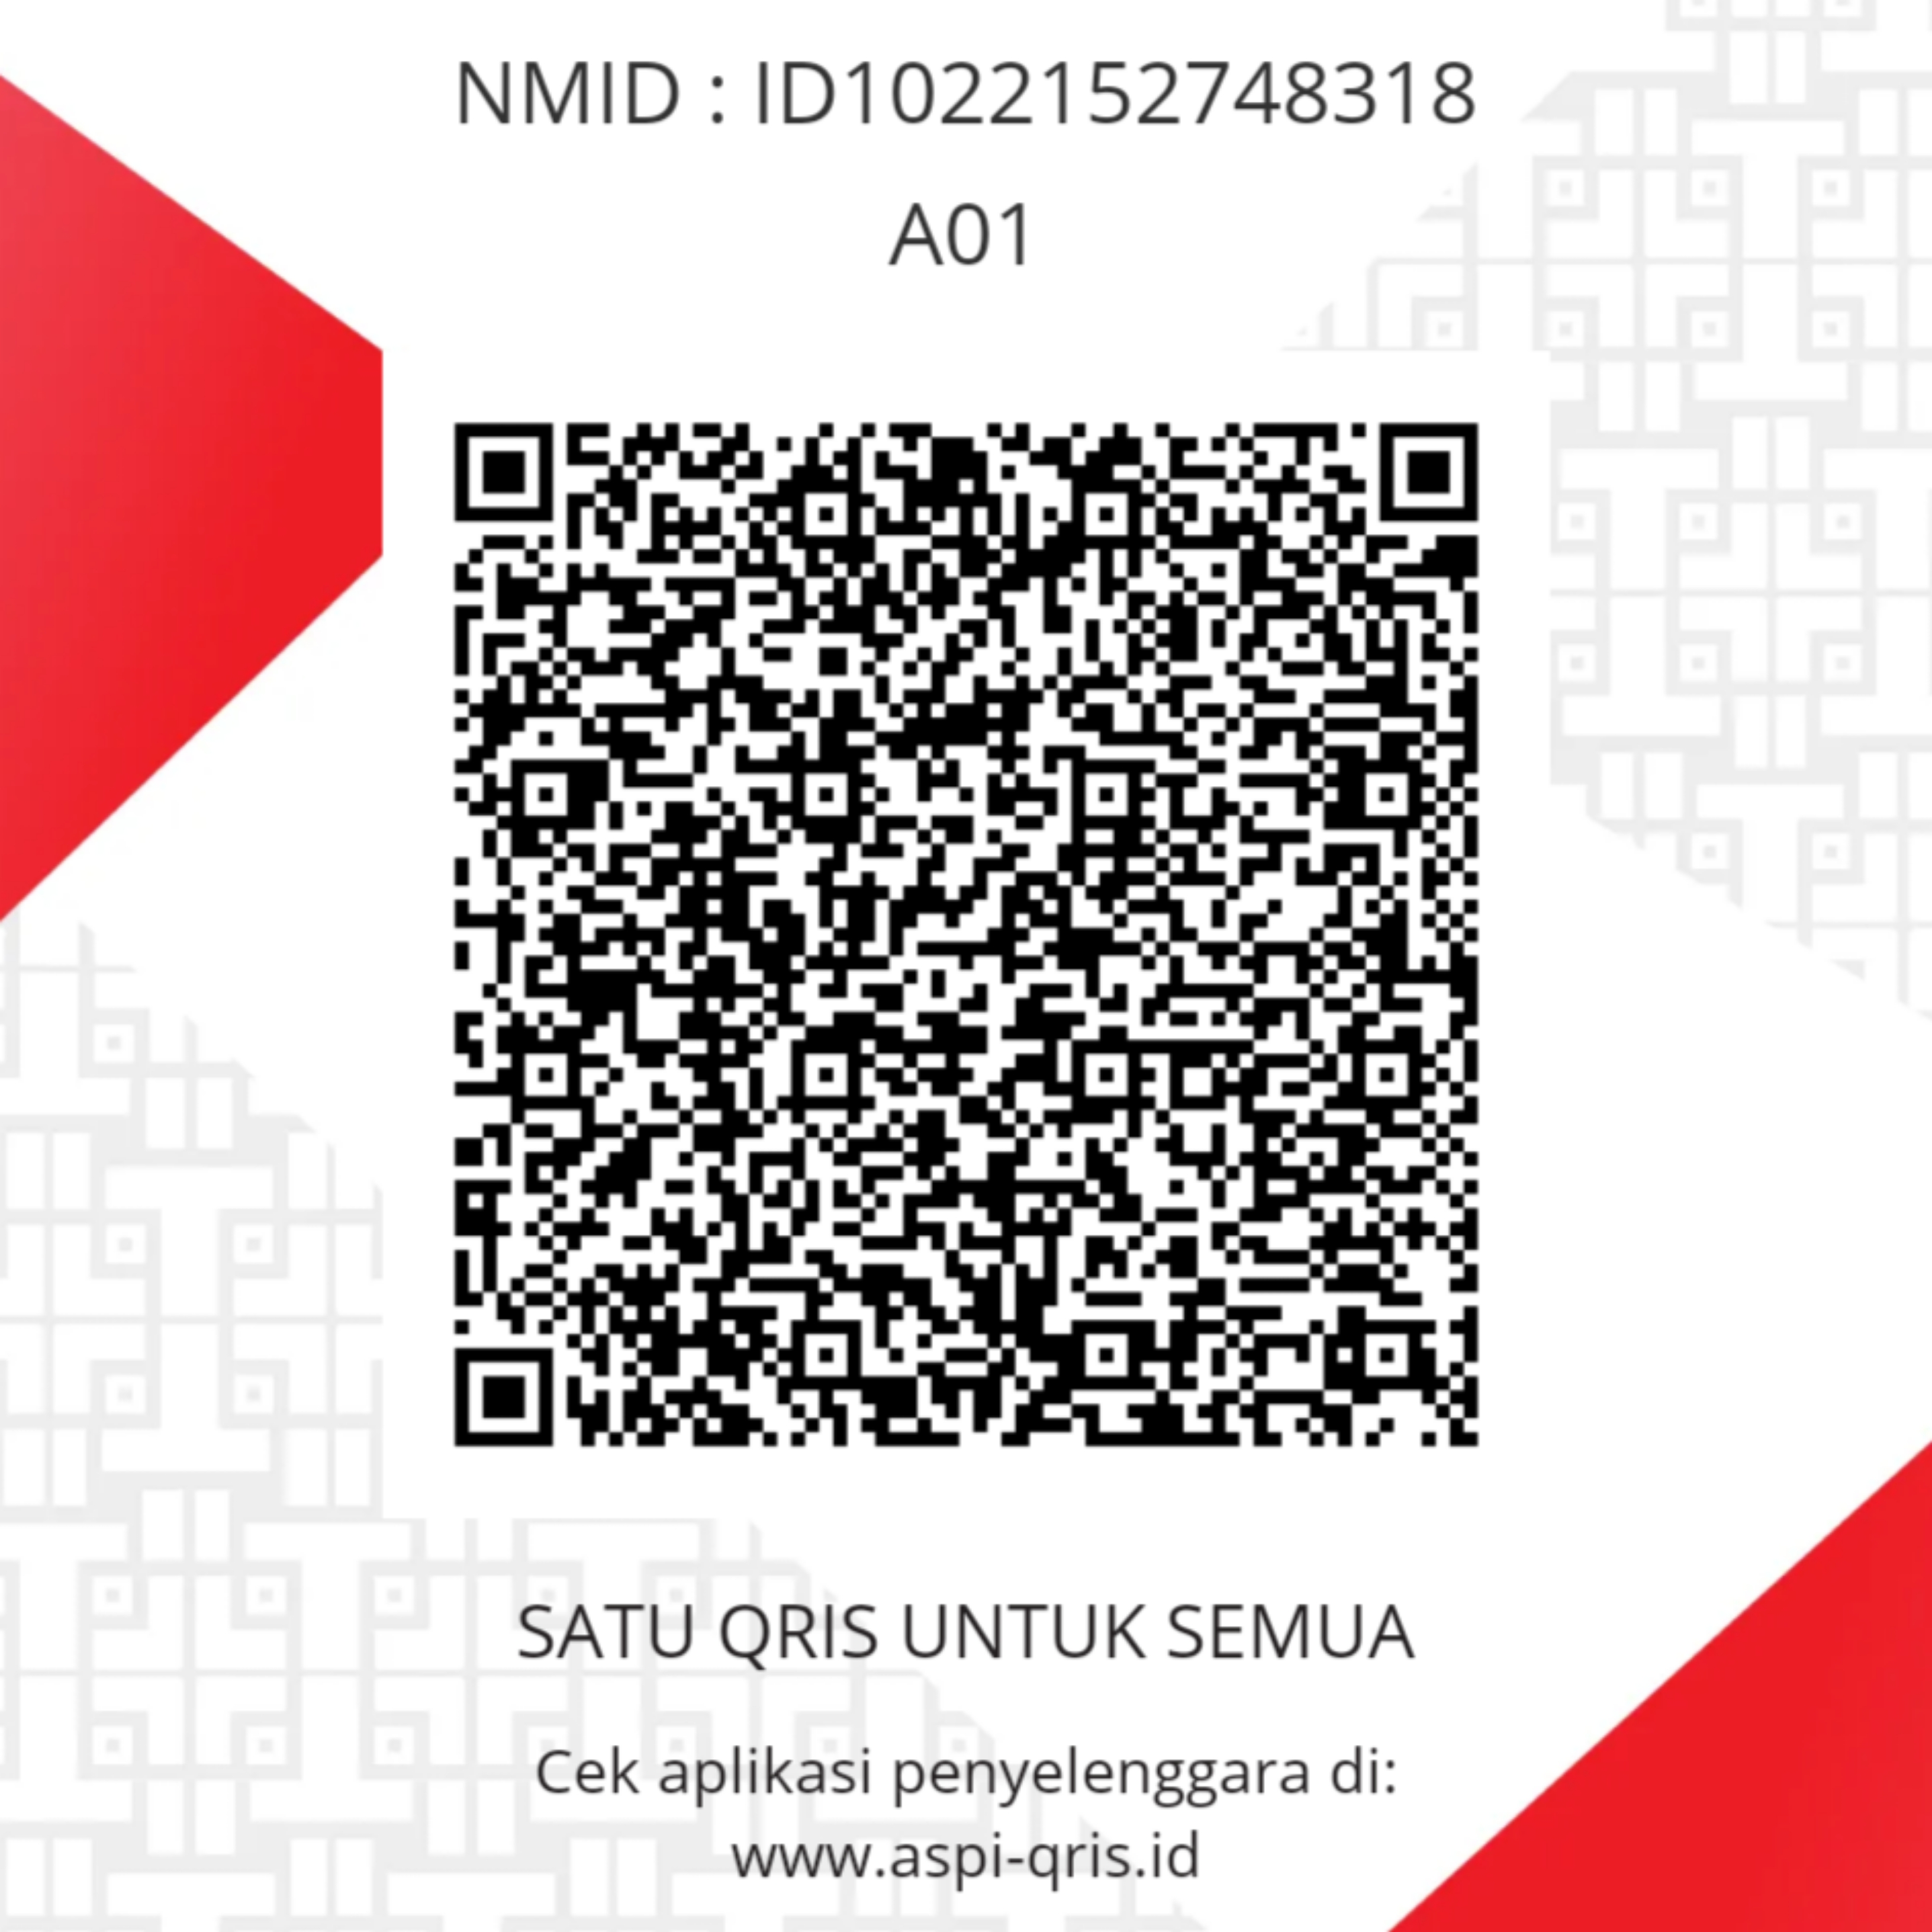 NMID : ID1022152748318
A01
SATU QRIS UNTUK SEMUA
Cek aplikasi penyelenggara di:
www.aspi-qris.id